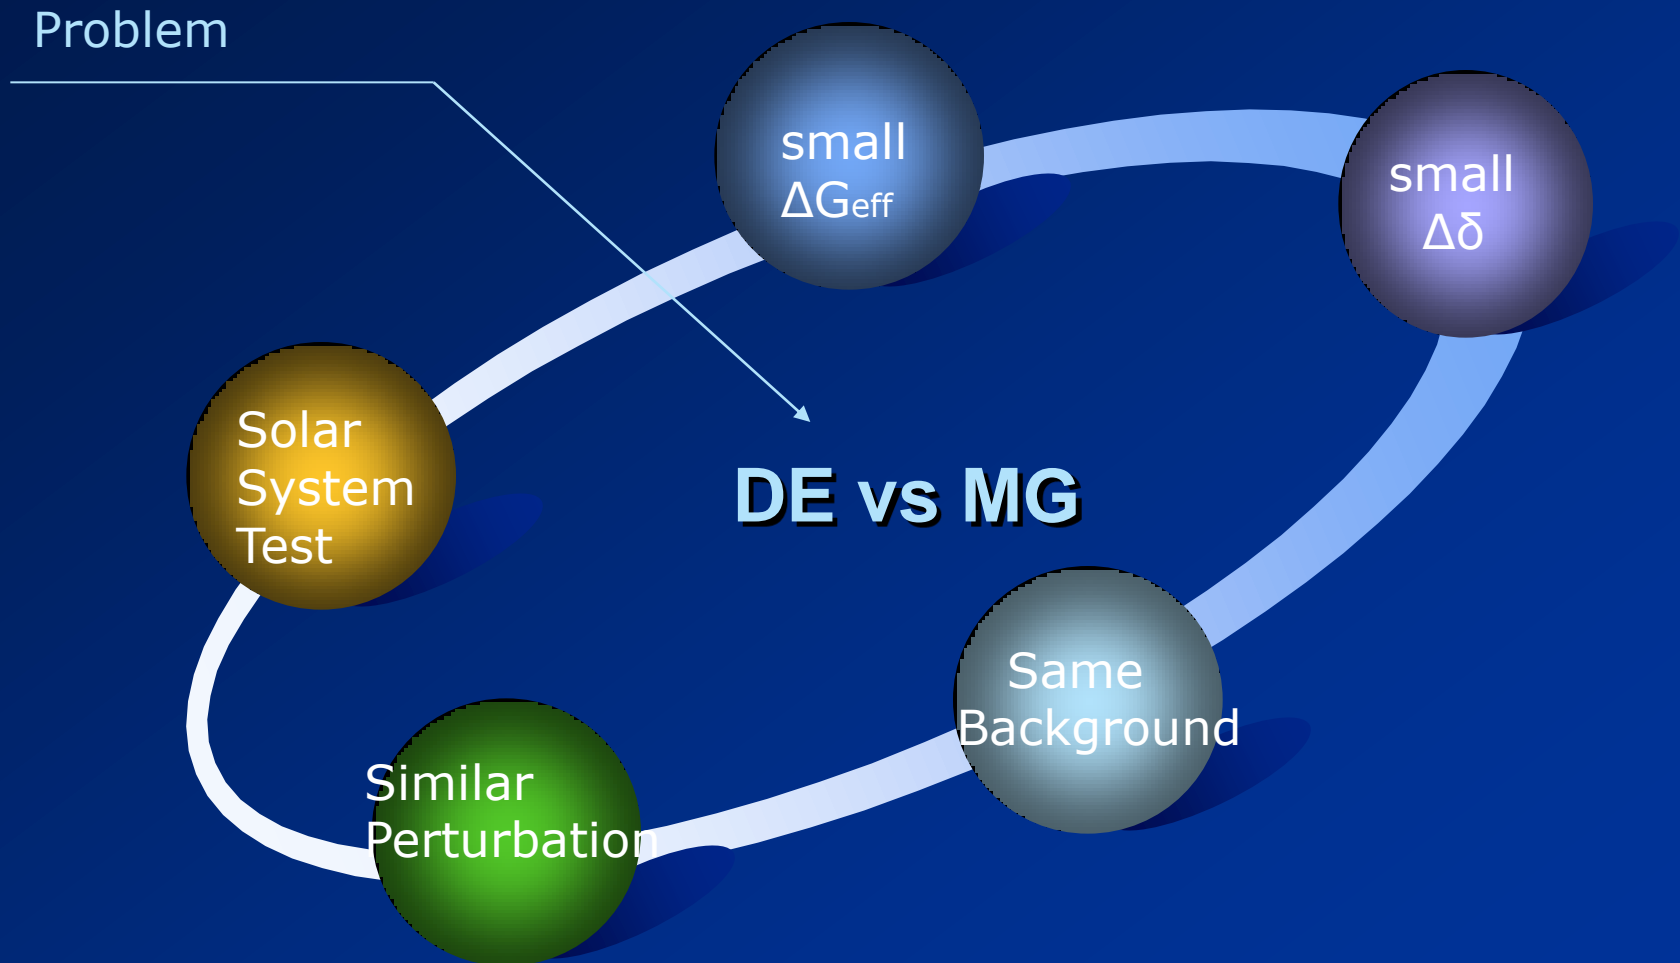 Problem
small
ΔGeff
small
Δδ
Solar
System
Test
DE vs MG
Same
Background
Similar
Perturbation